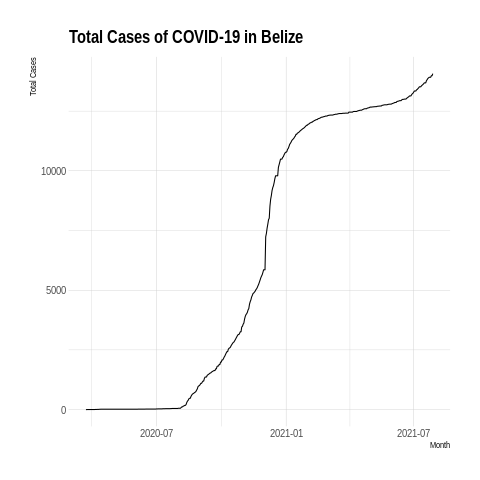 Total Cases of COVID-19 in Belize
Total Cases
10000
5000
0
2020-07
2021-01
2021-07
Month